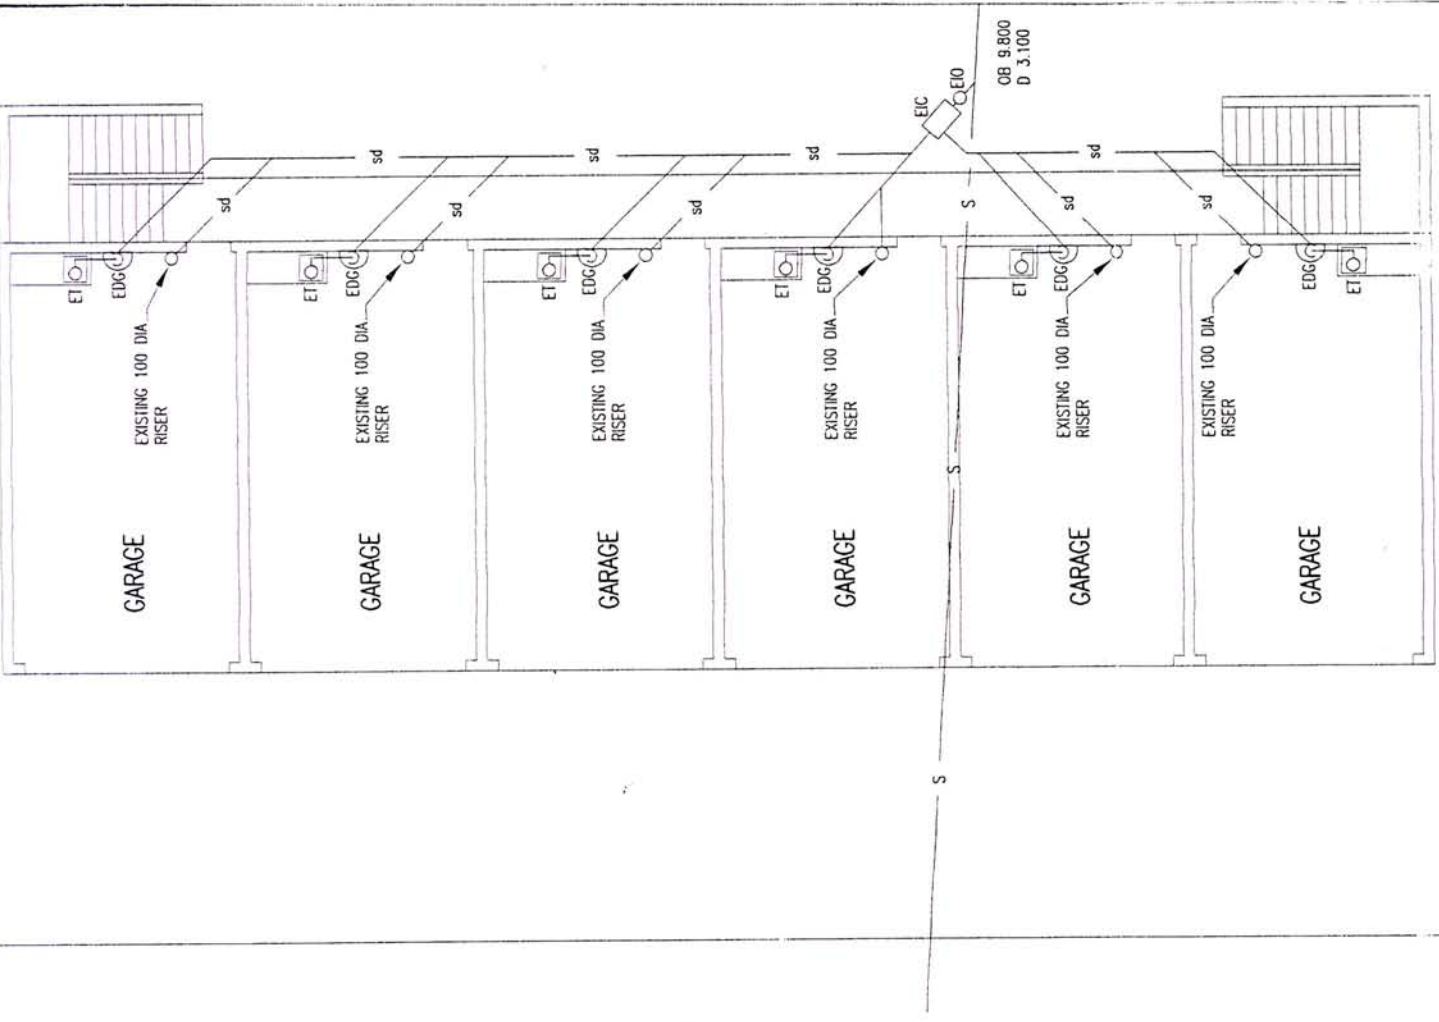 OB 9.800
D 3.100
EIC
EIO
sd
sd
sd
sd
sd
sd
sd
sd
sd
S
ET
EDG
ET
EDG
ET
EDG
ET
EDG
ET
EDG
EDG
ET
EXISTING 100 DIA
RISER
EXISTING 100 DIA
RISER
EXISTING 100 DIA
RISER
EXISTING 100 DIA
RISER
EXISTING 100 DIA
RISER
EXISTING 100 DIA
RISER
S
GARAGE
GARAGE
GARAGE
GARAGE
GARAGE
GARAGE
S